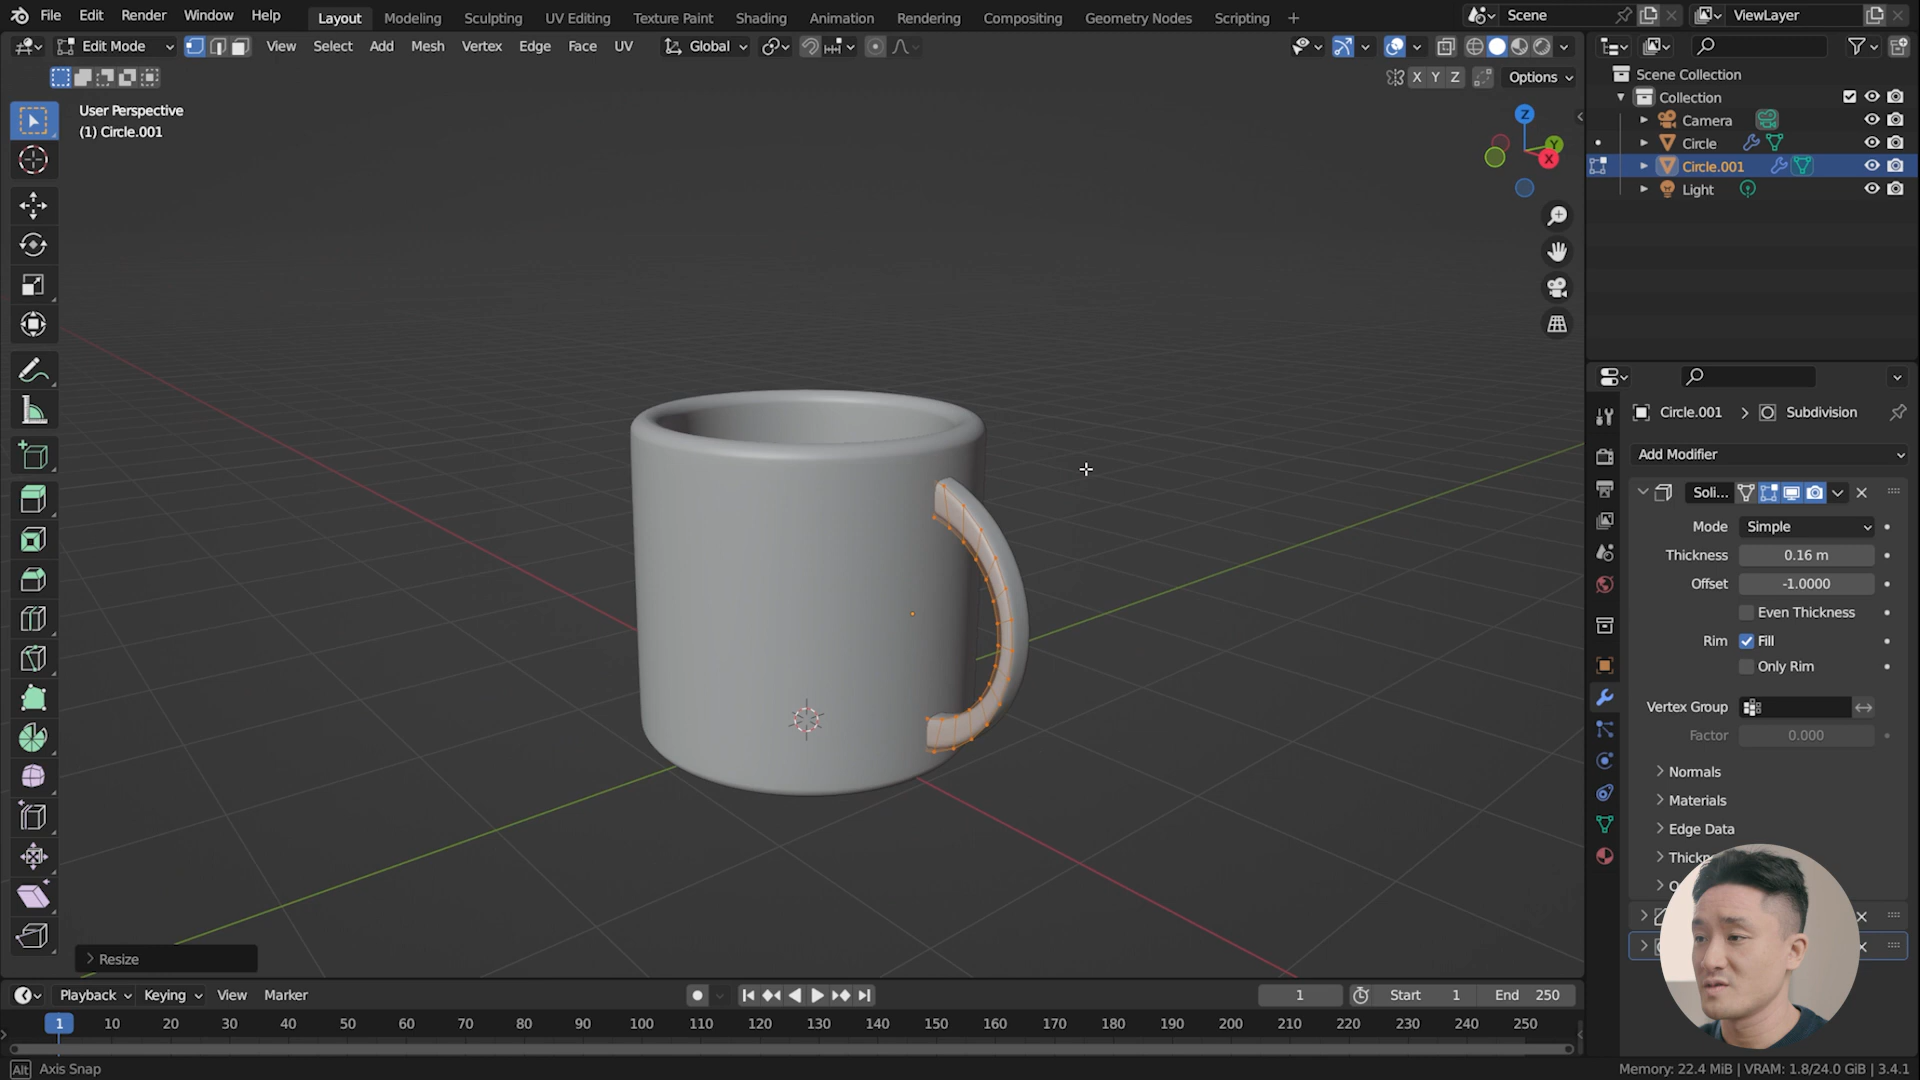 File Edit Render Window Help Layout Modeling Sculpting UV Editing Texture Paint Shading Animation Rendering Compositing Geometry Nodes Scripting + Scene ViewLayer
Edit Mode View Select Add Mesh Vertex Edge Face UV Global
X Y Z Options
User Perspective
(1) Circle.001
Z
Y
X
Scene Collection
Collection
Camera
Circle
Circle.001
Light
Circle.001 > Subdivision
Add Modifier
Soli...
Mode Simple
Thickness 0.16 m
Offset -1.0000
Even Thickness
Rim Fill
Only Rim
Vertex Group
Factor 0.000
Normals
Materials
Edge Data
Resize
Playback Keying View Marker 1 Start 1 End 250
1 10 20 30 40 50 60 70 80 90 100 110 120 130 140 150 160 170 180 190 200 210 220 230 240 250
Alt Axis Snap
Memory: 22.4 MiB | VRAM: 1.8/24.0 GiB | 3.4.1